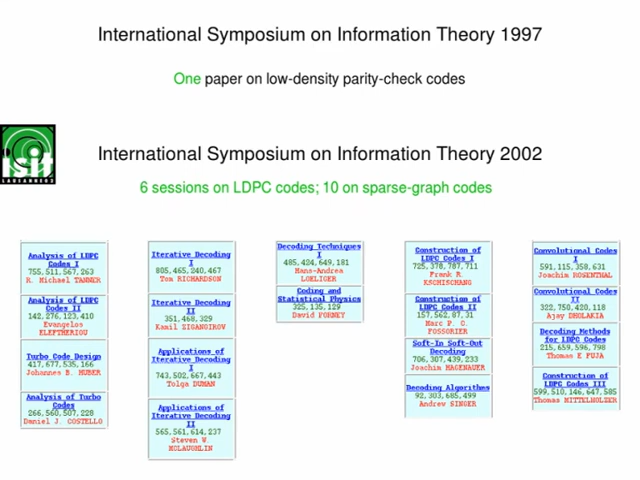 International Symposium on Information Theory 1997
One paper on low-density parity-check codes
isit
International Symposium on Information Theory 2002
6 sessions on LDPC codes; 10 on sparse-graph codes
Analysis of LDPC
Codes I
755, 511, 567, 263
R. Michael TANNER
Analysis of LDPC
Codes II
142, 276, 123, 410
Evangelos
ELEFTHERIOU
Turbo Code Design
417, 677, 535, 166
Johannes B. HUBER
Analysis of Turbo
Codes
266, 560, 507, 228
Daniel J. COSTELLO
Iterative Decoding
I
805, 465, 240, 467
Tom RICHARDSON
Iterative Decoding
II
351, 468, 329
Kamil ZIGANGIROV
Applications of
Iterative Decoding
I
743, 502, 667, 443
Tolga DUMAN
Applications of
Iterative Decoding
II
565, 561, 614, 237
Steven W.
MCLAUGHLIN
Decoding Techniques
I
485, 424, 649, 181
Hans-Andrea
LOELIGER
Coding and
Statistical Physics
325, 135, 129
David FORNEY
Construction of
LDPC Codes I
725, 378, 787, 711
Frank R.
KSCHISCHANG
Construction of
LDPC Codes II
157, 562, 87, 31
Marc P. C.
FOSSORIER
Soft-In Soft-Out
Decoding
706, 307, 439, 233
Joachim HAGENAUER
Decoding Algorithms
92, 303, 685, 499
Andrew SINGER
Convolutional Codes
I
591, 115, 358, 631
Joachim ROSENTHAL
Convolutional Codes
II
322, 750, 420, 118
Ajay DHOLAKIA
Decoding Methods
for LDPC Codes
215, 659, 596, 798
Thomas E FUJA
Construction of
LDPC Codes III
599, 510, 146, 647, 585
Thomas MITTELHOLZER